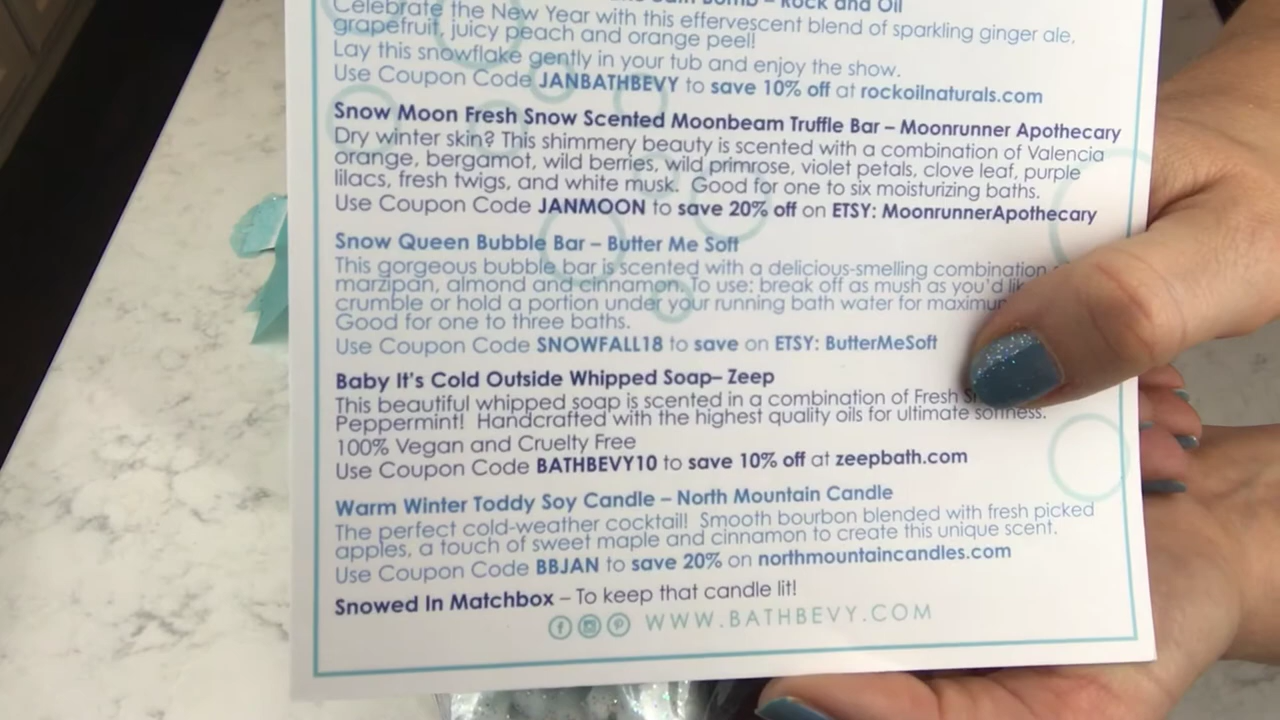 Bath Bomb – Rock and Oil
Celebrate the New Year with this effervescent blend of sparkling ginger ale,
grapefruit, juicy peach and orange peel!
Lay this snowflake gently in your tub and enjoy the show.
Use Coupon Code JANBATHBEVY to save 10% off at rockoilnaturals.com
Snow Moon Fresh Snow Scented Moonbeam Truffle Bar – Moonrunner Apothecary
Dry winter skin? This shimmery beauty is scented with a combination of Valencia
orange, bergamot, wild berries, wild primrose, violet petals, clove leaf, purple
lilacs, fresh twigs, and white musk. Good for one to six moisturizing baths.
Use Coupon Code JANMOON to save 20% off on ETSY: MoonrunnerApothecary
Snow Queen Bubble Bar – Butter Me Soft
This gorgeous bubble bar is scented with a delicious-smelling combination
marzipan, almond and cinnamon. To use: break off as mush as you'd
crumble or hold a portion under your running bath water for
Good for one to three baths.
Use Coupon Code SNOWFALL18 to save on ETSY: ButterMeSoft
Baby It's Cold Outside Whipped Soap– Zeep
This beautiful whipped soap is scented in a combination of Fresh
Peppermint! Handcrafted with the highest quality oils for ultimate softness.
100% Vegan and Cruelty Free
Use Coupon Code BATHBEVY10 to save 10% off at zeepbath.com
Warm Winter Toddy Soy Candle – North Mountain Candle
The perfect cold-weather cocktail! Smooth bourbon blended with fresh picked
apples, a touch of sweet maple and cinnamon to create this unique scent.
Use Coupon Code BBJAN to save 20% on northmountaincandles.com
Snowed In Matchbox – To keep that candle lit!
WWW.BATHBEVY.COM